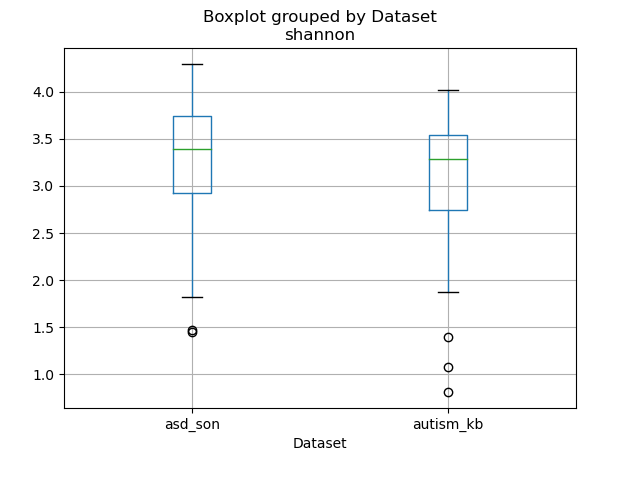 Boxplot grouped by Dataset
shannon
4.0
3.5
3.0
2.5
2.0
1.5
1.0
asd_son autism_kb
Dataset